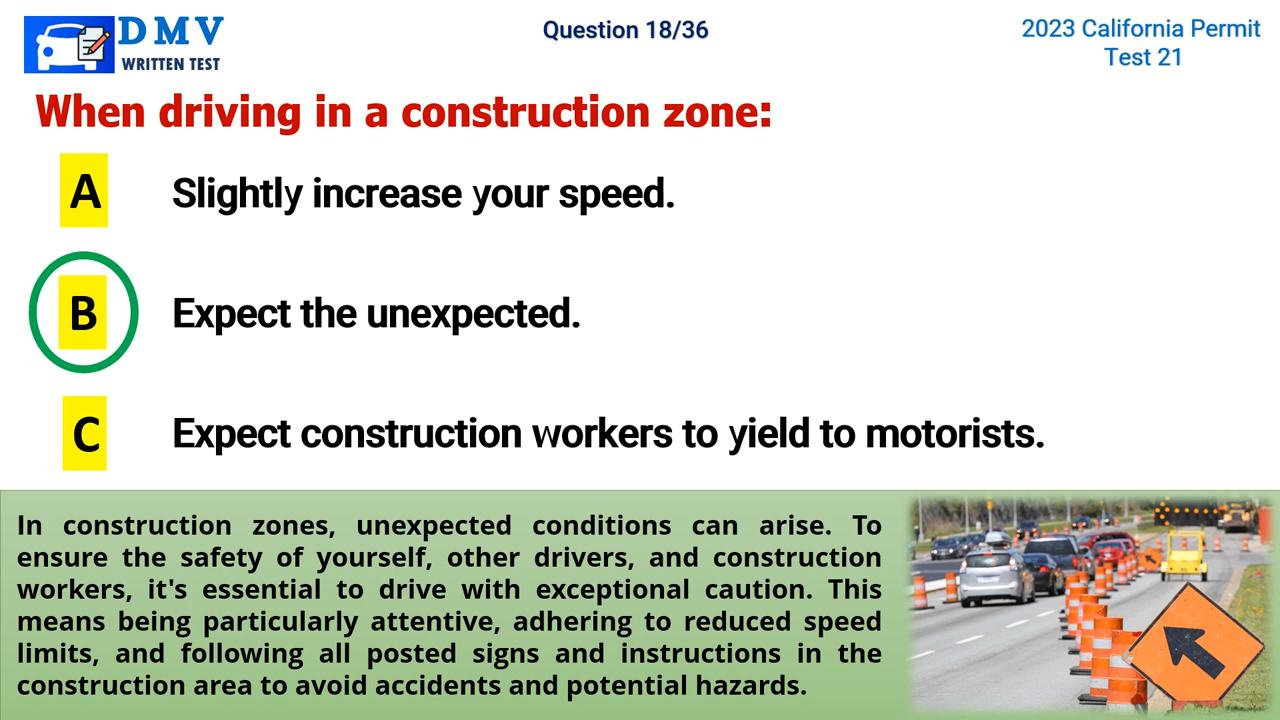 DMV
WRITTEN TEST
Question 18/36
2023 California Permit
Test 21
When driving in a construction zone:
A Slightly increase your speed.
B Expect the unexpected.
C Expect construction workers to yield to motorists.
In construction zones, unexpected conditions can arise. To
ensure the safety of yourself, other drivers, and construction
workers, it's essential to drive with exceptional caution. This
means being particularly attentive, adhering to reduced speed
limits, and following all posted signs and instructions in the
construction area to avoid accidents and potential hazards.